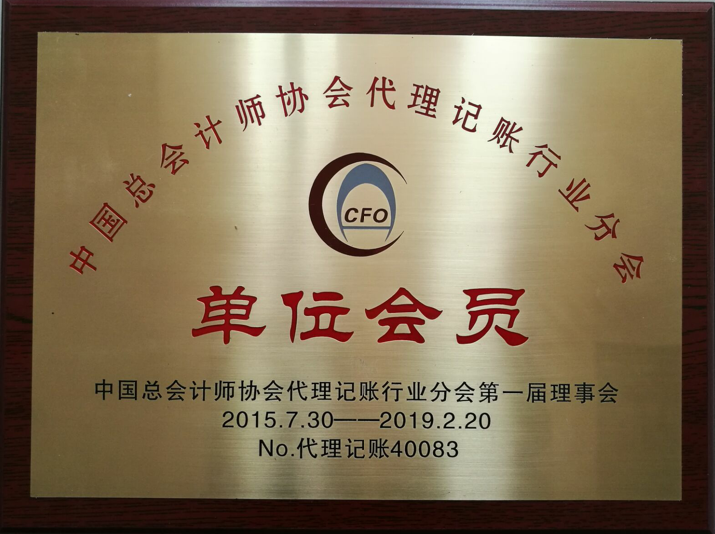 中国总会计师协会代理记账行业分会
CFO
单位会员
中国总会计师协会代理记账行业分会第一届理事会
2015.7.30——2019.2.20
No.代理记账40083